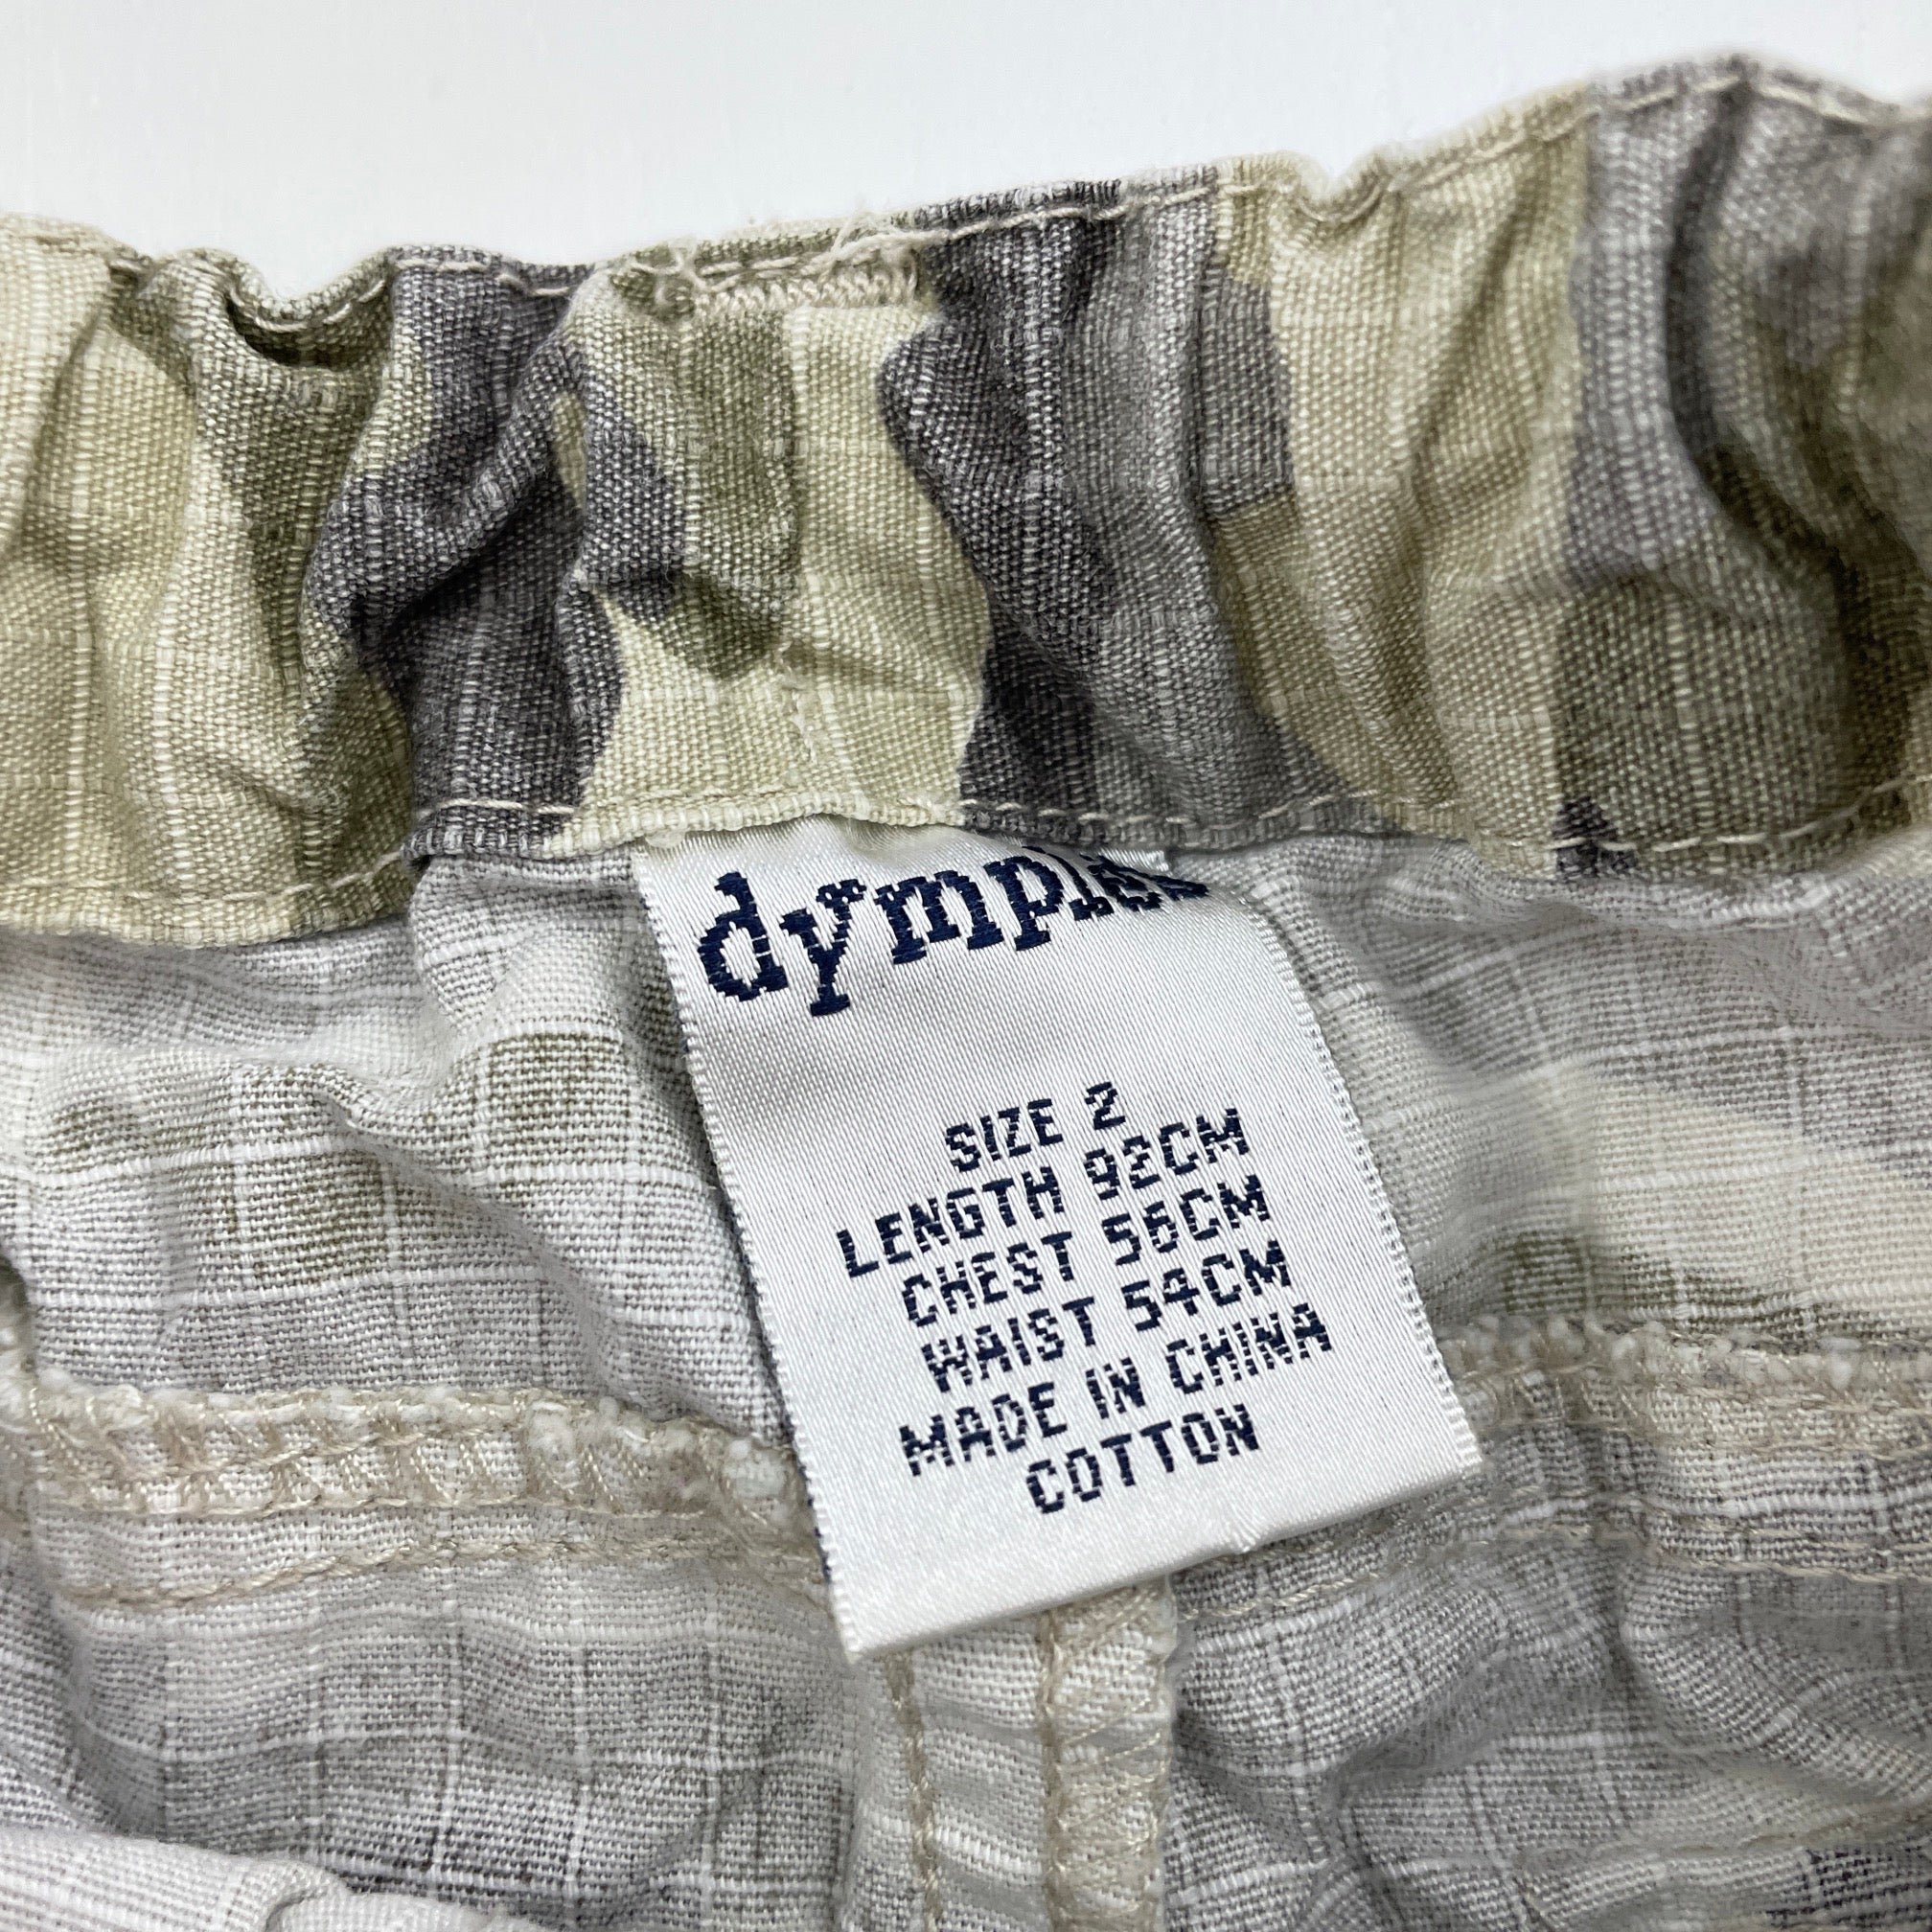 dymples
SIZE 2
LENGTH 92CM
CHEST 56CM
WAIST 54CM
MADE IN CHINA
COTTON